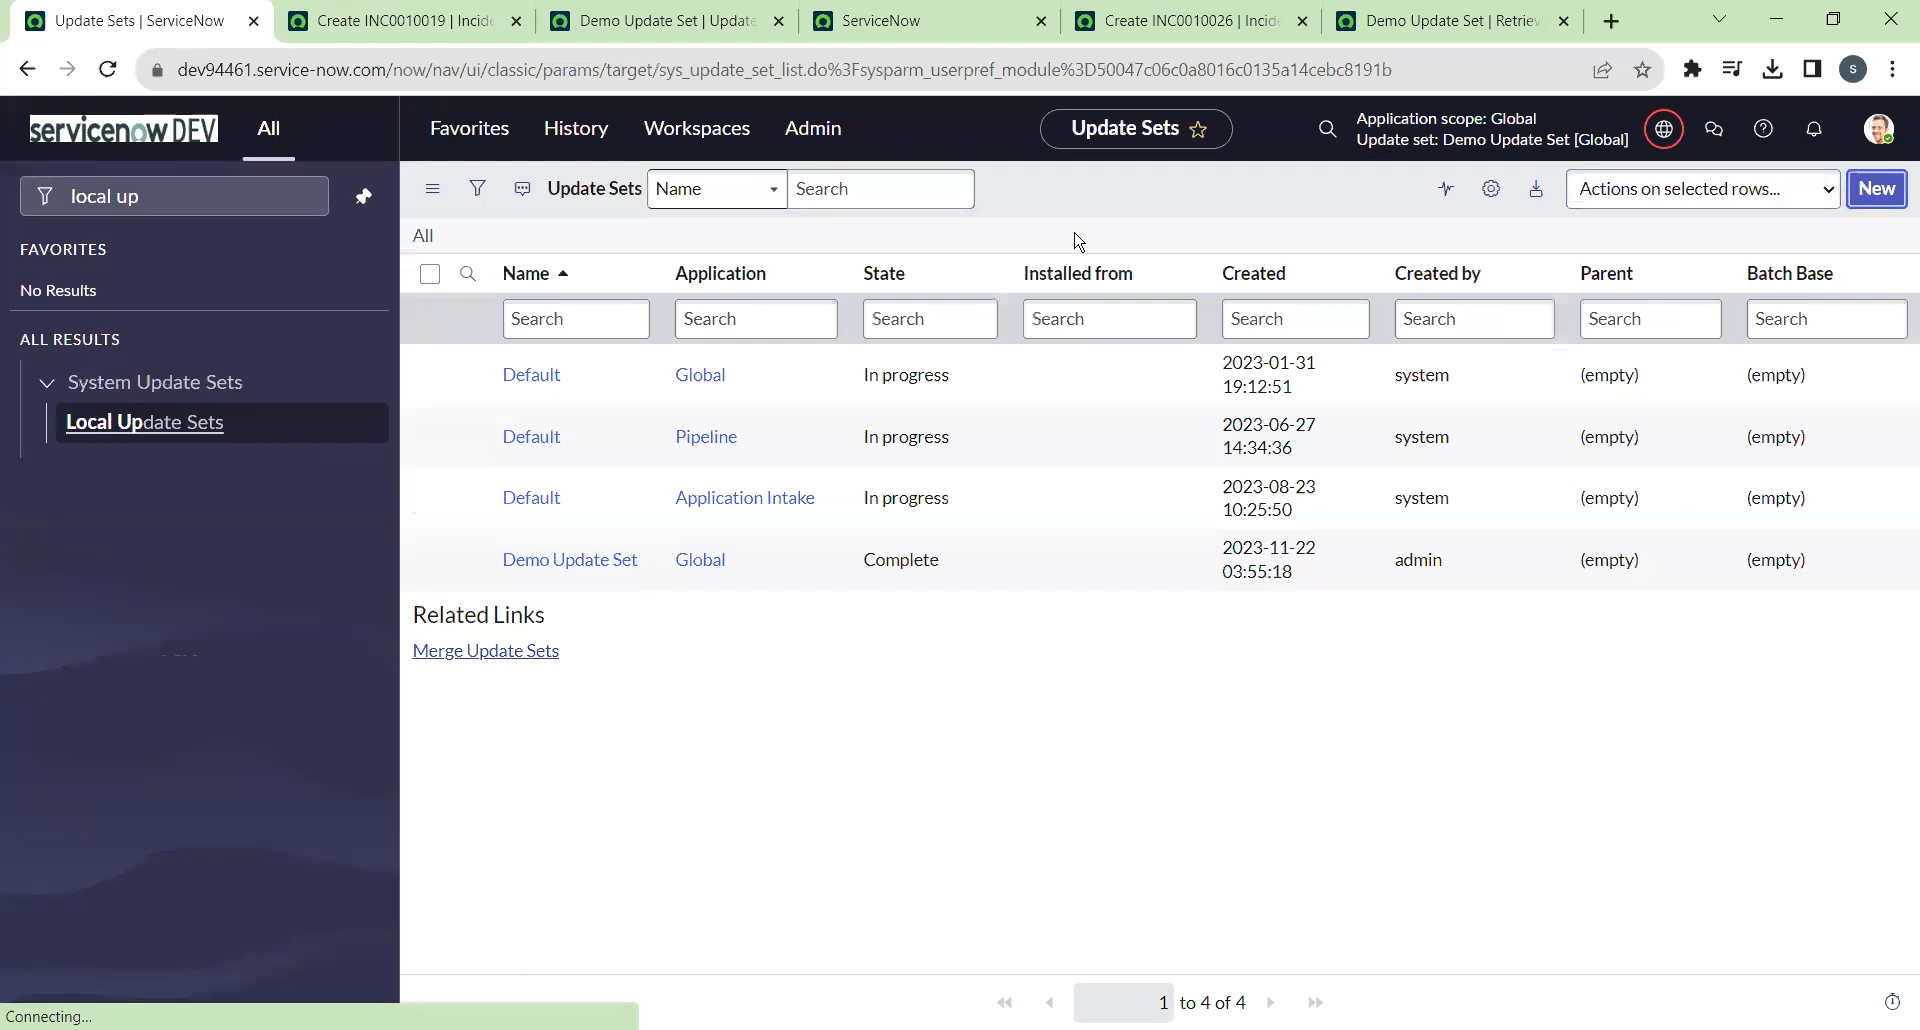 Update Sets | ServiceNow
Create INC0010019 | Incide
Demo Update Set | Update
ServiceNow
Create INC0010026 | Incide
Demo Update Set | Retriev
dev94461.service-now.com/now/nav/ui/classic/params/target/sys_update_set_list.do%3Fsysparm_userpref_module%3D50047c06c0a8016c0135a14cebc8191b
S
servicenow DEV
All
Favorites
History
Workspaces
Admin
Update Sets
Application scope: Global
Update set: Demo Update Set [Global]
local up
FAVORITES
No Results
ALL RESULTS
System Update Sets
Local Update Sets
Update Sets
Name
Search
Actions on selected rows...
New
All
Name Application State Installed from Created Created by Parent Batch Base
Search Search Search Search Search Search Search Search
Default Global In progress 2023-01-31 19:12:51 system (empty) (empty)
Default Pipeline In progress 2023-06-27 14:34:36 system (empty) (empty)
Default Application Intake In progress 2023-08-23 10:25:50 system (empty) (empty)
Demo Update Set Global Complete 2023-11-22 03:55:18 admin (empty) (empty)
Related Links
Merge Update Sets
1 to 4 of 4
Connecting...